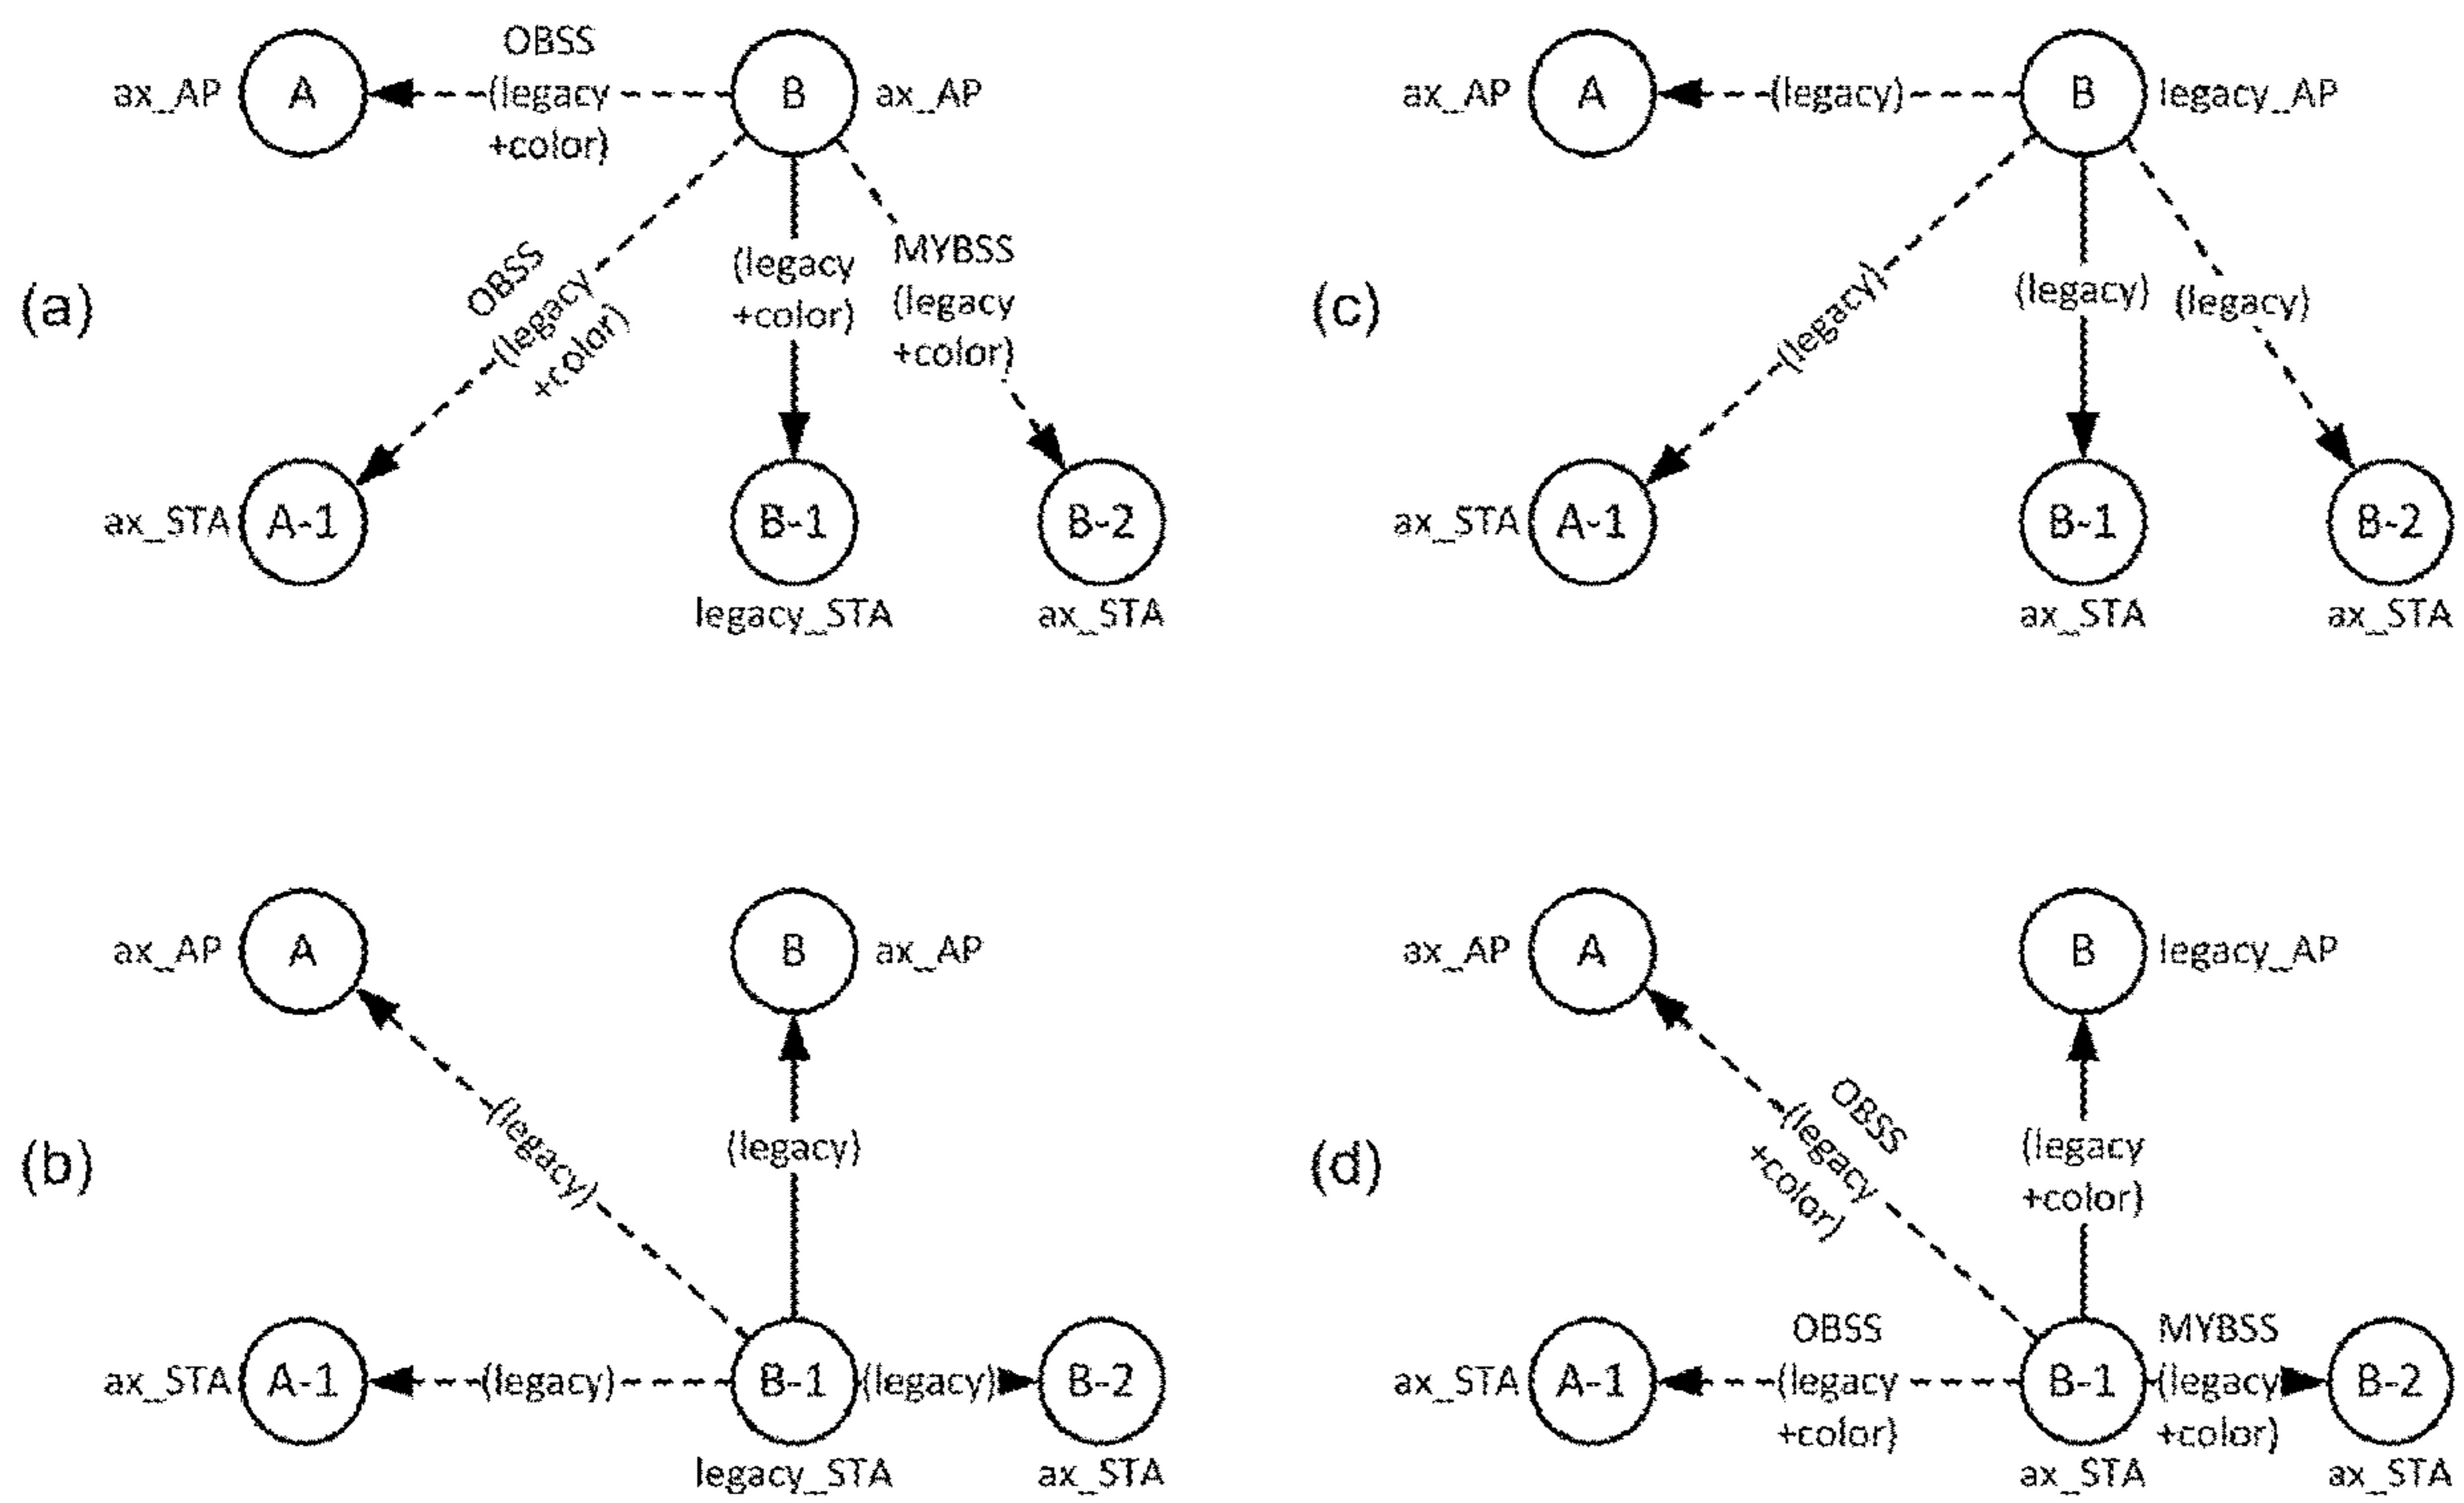 (a)
OBSS
ax_AP A (legacy B ax_AP
+color)
OBSS
(legacy
+color)
(legacy
+color)
MYBSS
(legacy
+color)
ax_STA A-1 B-1 B-2
legacy_STA ax_STA
(b)
ax_AP A B ax_AP
(legacy)
(legacy)
ax_STA A-1 (legacy) B-1 (legacy) B-2
legacy_STA ax_STA
(c)
ax_AP A (legacy) B legacy_AP
(legacy)
(legacy) (legacy)
ax_STA A-1 B-1 B-2
ax_STA ax_STA
(d)
ax_AP A B legacy_AP
OBSS
(legacy
+color)
(legacy
+color)
OBSS MYBSS
ax_STA A-1 (legacy B-1 (legacy B-2
+color) +color)
ax_STA ax_STA